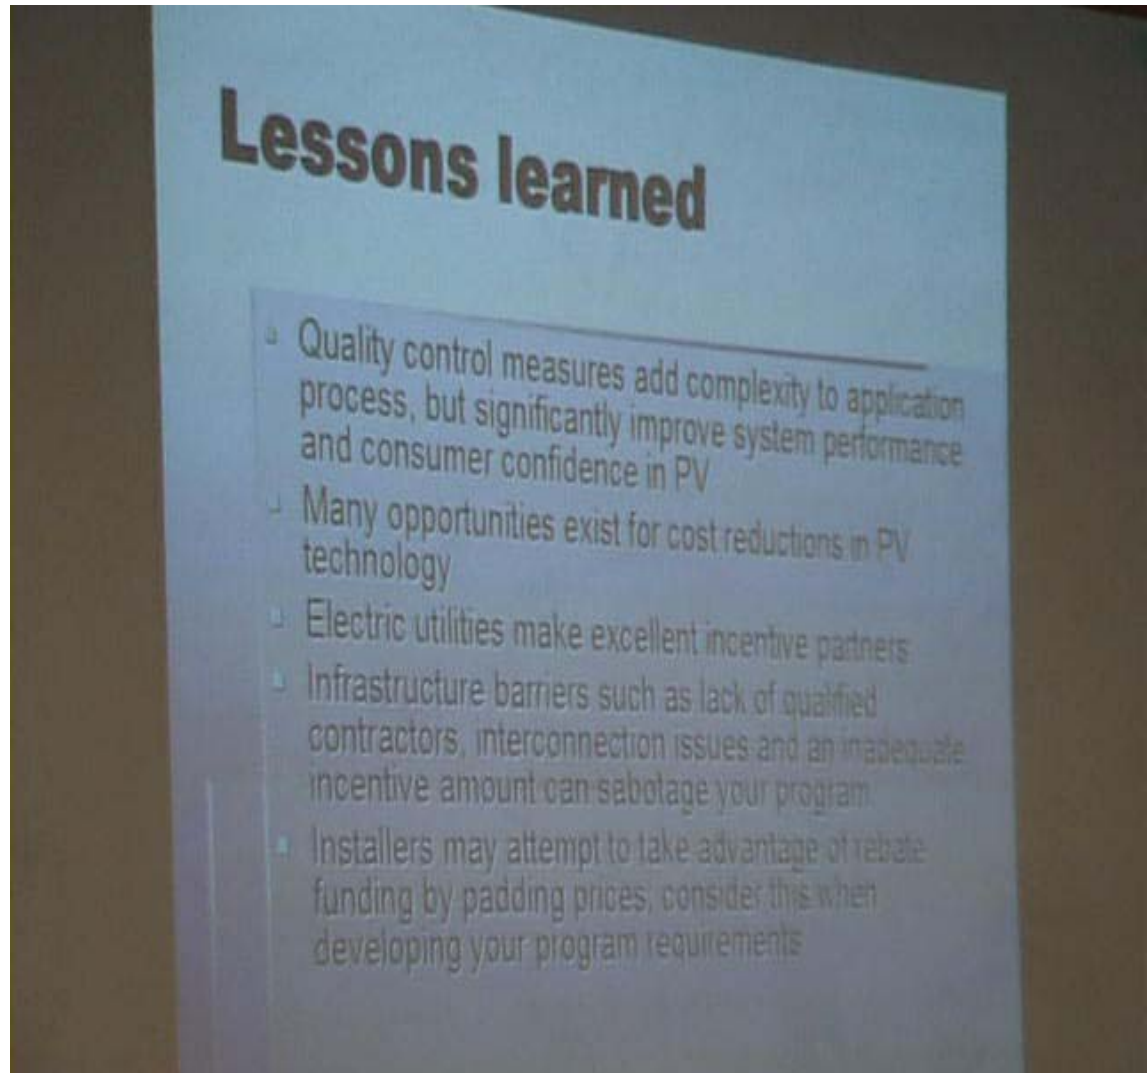 Lessons learned
Quality control measures add complexity to application
process, but significantly improve system performance
and consumer confidence in PV
Many opportunities exist for cost reductions in PV
technology
Electric utilities make excellent incentive partners
Infrastructure barriers such as lack of qualified
contractors, interconnection issues and an inadequate
incentive amount can sabotage your program.
Installers may attempt to take advantage of rebate
funding by padding prices; consider this when
developing your program requirements